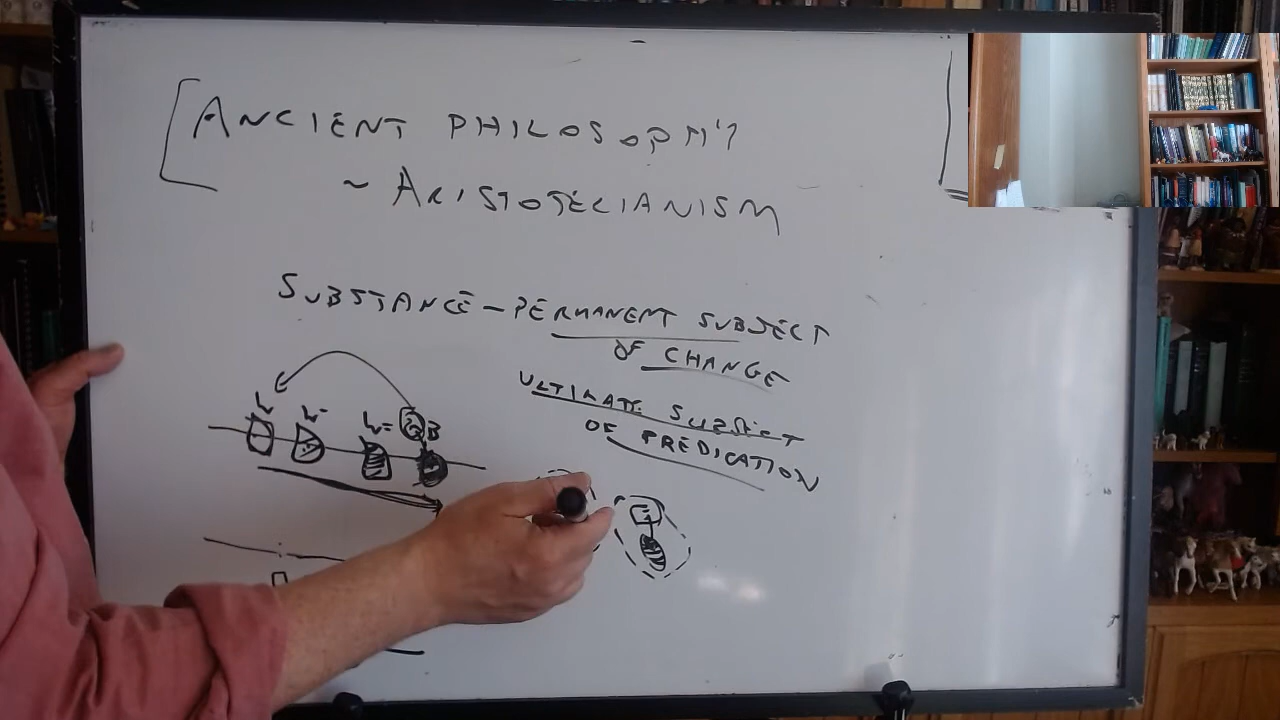 ANCIENT PHILOSOPHY
~ ARISTOTELIANISM
SUBSTANCE - PERMANENT SUBJECT
OF CHANGE
ULTIMATE SUBJECT
OF PREDICATION
B